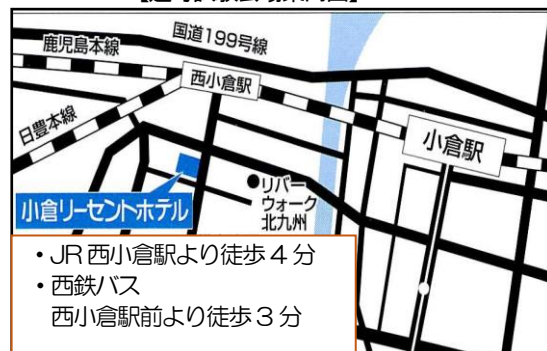 国道199号線
鹿児島本線
西小倉駅
日豊本線
小倉駅
小倉リーセントホテル
リバー
ウォーク
北九州
・JR西小倉駅より徒歩4分
・西鉄バス
西小倉駅前より徒歩3分